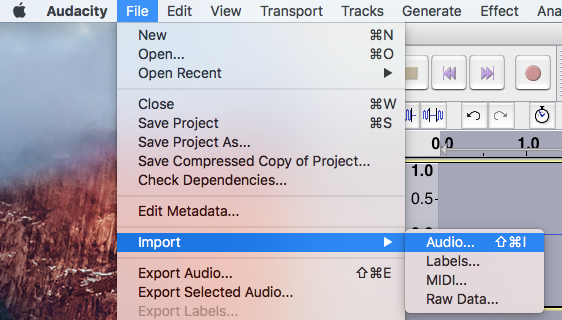 Audacity File Edit View Transport Tracks Generate Effect Ana
New ⌘N
Open... ⌘O
Open Recent ▶
Close ⌘W
Save Project ⌘S
Save Project As...
Save Compressed Copy of Project...
Check Dependencies...
Edit Metadata...
Import ▶
Export Audio... ⇧⌘E
Export Selected Audio...
Export Labels...
Audio... ⇧⌘I
Labels...
MIDI...
Raw Data...
0.0 1.0
1.0
0.5